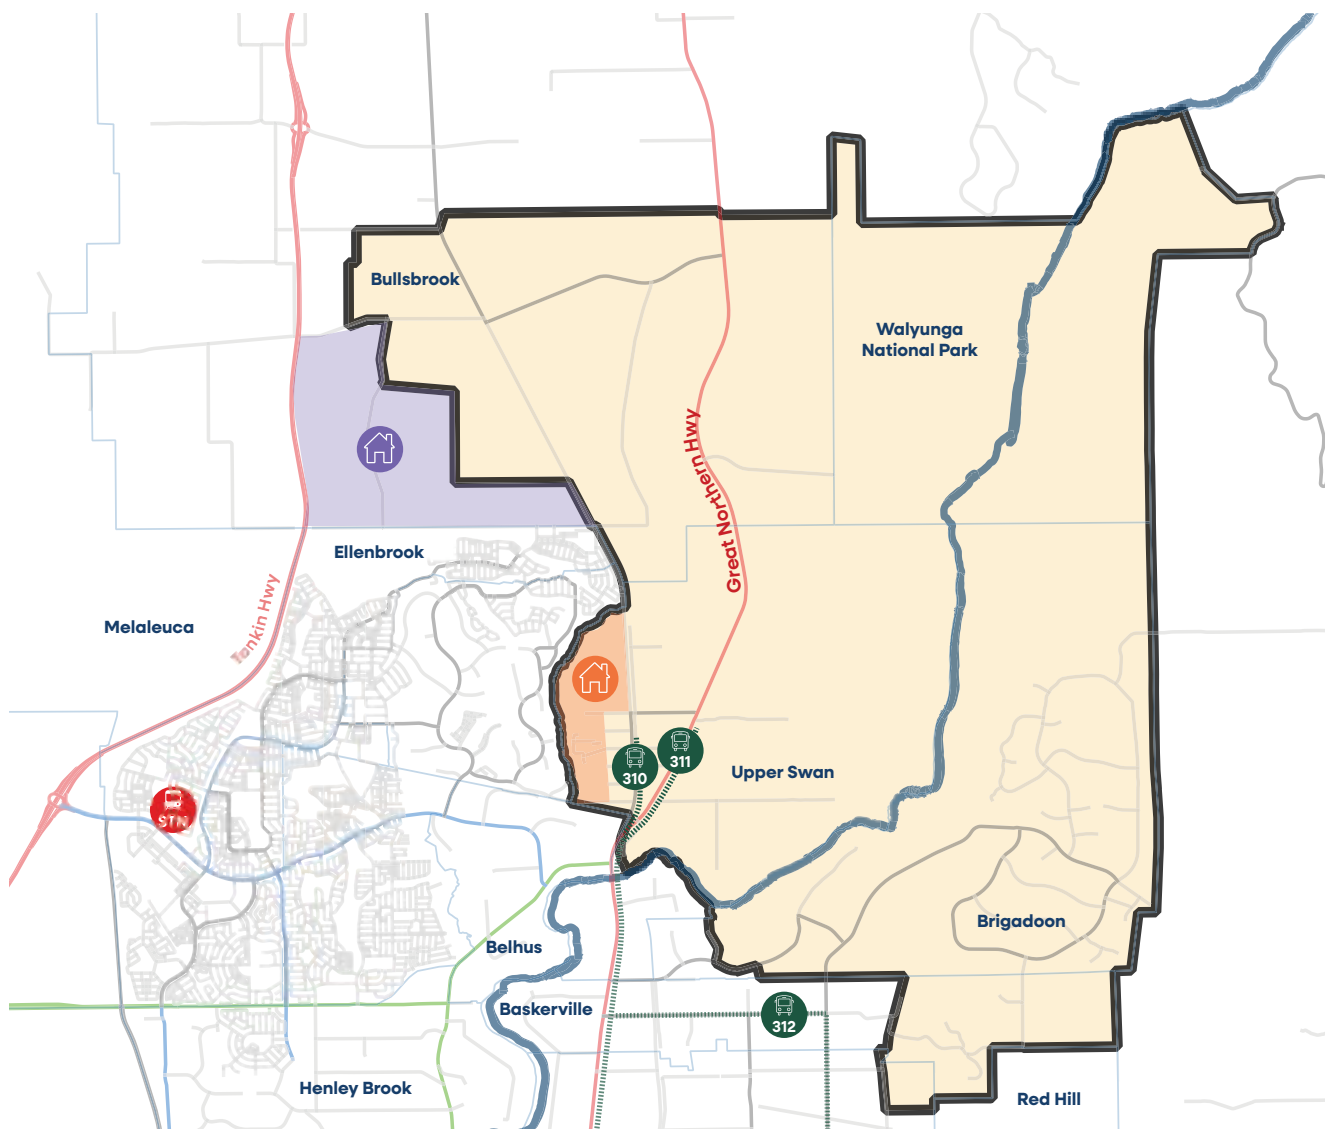 Bullsbrook
Walyunga
National Park
Great Northern Hwy
Ellenbrook
Tonkin Hwy
Melaleuca
311
310
Upper Swan
STN
Brigadoon
Belhus
Baskerville
312
Henley Brook
Red Hill